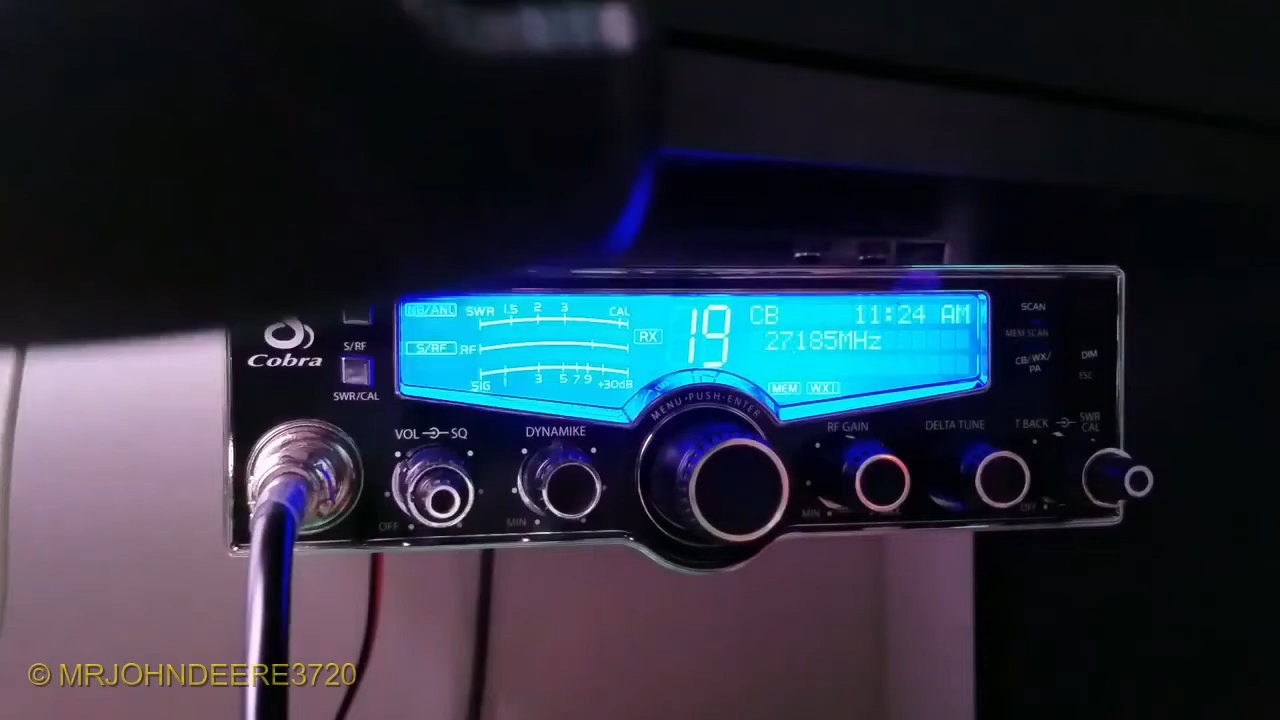 NB/ANL SWR 1.5 2 3 CAL
S/RF RF
SIG 1 3 5 7 9 +30dB
RX
19
CB 11:24 AM
27.185MHz
MEM WX
Cobra
S/RF
SWR/CAL
SCAN
MEM SCAN
CB/WX/
PA
DIM
ESC
MENU•PUSH•ENTER
VOL SQ
OFF
DYNAMIKE
MIN
RF GAIN
MIN
DELTA TUNE
T BACK
OFF
SWR
CAL
© MRJOHNDEERE3720